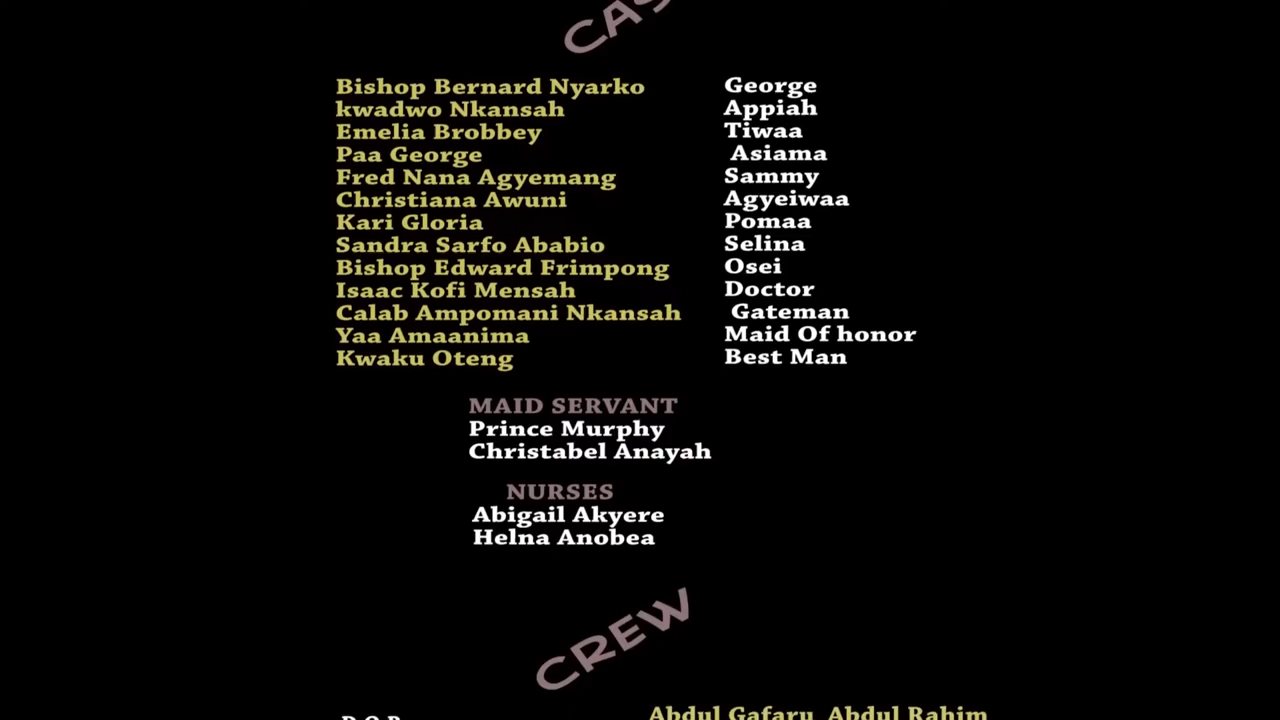 Bishop Bernard Nyarko George
kwadwo Nkansah Appiah
Emelia Brobbey Tiwaa
Paa George Asiama
Fred Nana Agyemang Sammy
Christiana Awuni Agyeiwaa
Kari Gloria Pomaa
Sandra Sarfo Ababio Selina
Bishop Edward Frimpong Osei
Isaac Kofi Mensah Doctor
Calab Ampomani Nkansah Gateman
Yaa Amaanima Maid Of honor
Kwaku Oteng Best Man
MAID SERVANT
Prince Murphy
Christabel Anayah
NURSES
Abigail Akyere
Helna Anobea
CREW
Abdul Gafaru Abdul Rahim